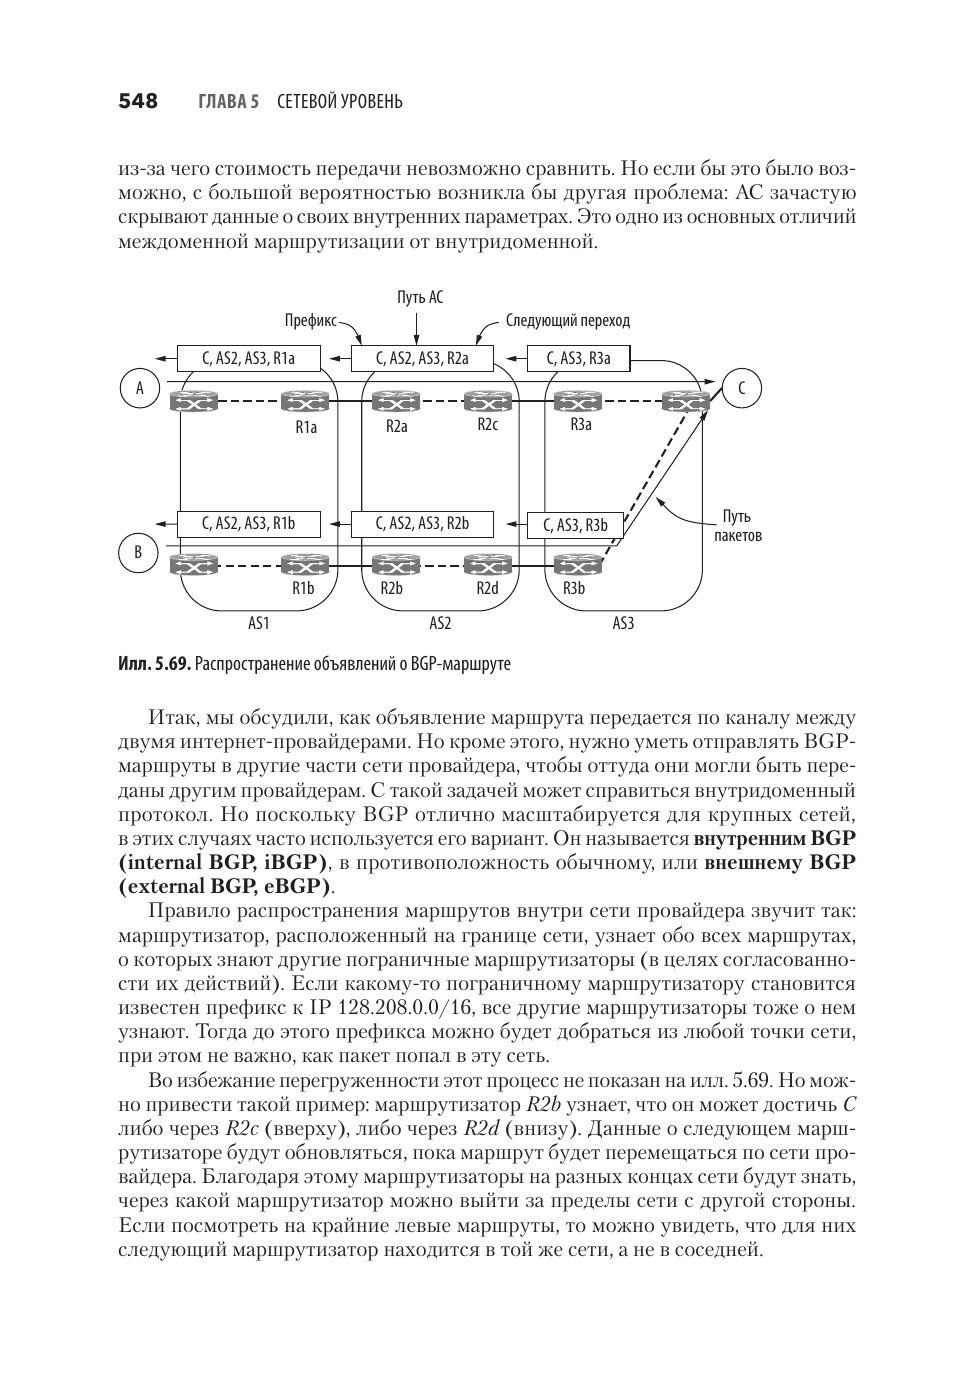 548 ГЛАВА 5 СЕТЕВОЙ УРОВЕНЬ
из-за чего стоимость передачи невозможно сравнить. Но если бы это было воз-
можно, с большой вероятностью возникла бы другая проблема: АС зачастую
скрывают данные о своих внутренних параметрах. Это одно из основных отличий
междоменной маршрутизации от внутридоменной.
Путь АС
Префикс
Следующий переход
C, AS2, AS3, R1a
C, AS2, AS3, R2a
C, AS3, R3a
A
C
R1a
R2a
R2c
R3a
C, AS2, AS3, R1b
C, AS2, AS3, R2b
C, AS3, R3b
Путь
пакетов
B
R1b
R2b
R2d
R3b
AS1
AS2
AS3
Илл. 5.69. Распространение объявлений о BGP-маршруте
Итак, мы обсудили, как объявление маршрута передается по каналу между
двумя интернет-провайдерами. Но кроме этого, нужно уметь отправлять BGP-
маршруты в другие части сети провайдера, чтобы оттуда они могли быть пере-
даны другим провайдерам. С такой задачей может справиться внутридоменный
протокол. Но поскольку BGP отлично масштабируется для крупных сетей,
в этих случаях часто используется его вариант. Он называется внутренним BGP
(internal BGP, iBGP), в противоположность обычному, или внешнему BGP
(external BGP, eBGP).
Правило распространения маршрутов внутри сети провайдера звучит так:
маршрутизатор, расположенный на границе сети, узнает обо всех маршрутах,
о которых знают другие пограничные маршрутизаторы (в целях согласованно-
сти их действий). Если какому-то пограничному маршрутизатору становится
известен префикс к IP 128.208.0.0/16, все другие маршрутизаторы тоже о нем
узнают. Тогда до этого префикса можно будет добраться из любой точки сети,
при этом не важно, как пакет попал в эту сеть.
Во избежание перегруженности этот процесс не показан на илл. 5.69. Но мож-
но привести такой пример: маршрутизатор R2b узнает, что он может достичь C
либо через R2c (вверху), либо через R2d (внизу). Данные о следующем марш-
рутизаторе будут обновляться, пока маршрут будет перемещаться по сети про-
вайдера. Благодаря этому маршрутизаторы на разных концах сети будут знать,
через какой маршрутизатор можно выйти за пределы сети с другой стороны.
Если посмотреть на крайние левые маршруты, то можно увидеть, что для них
следующий маршрутизатор находится в той же сети, а не в соседней.